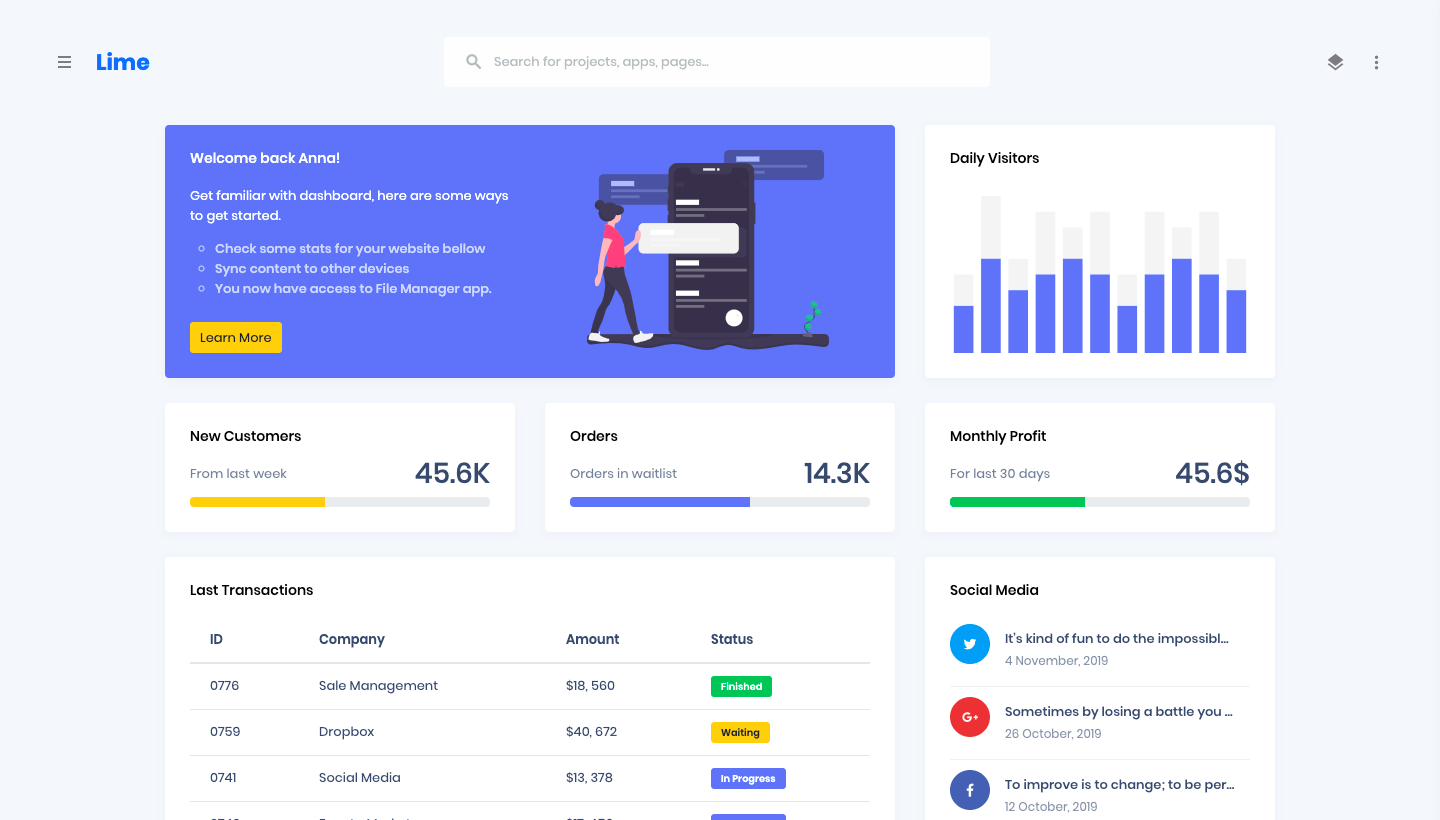 Lime
Search for projects, apps, pages...
Welcome back Anna!
Get familiar with dashboard, here are some ways
to get started.
Check some stats for your website bellow
Sync content to other devices
You now have access to File Manager app.
Learn More
Daily Visitors
New Customers
From last week
45.6K
Orders
Orders in waitlist
14.3K
Monthly Profit
For last 30 days
45.6$
Last Transactions
ID Company Amount Status
0776 Sale Management $18, 560 Finished
0759 Dropbox $40, 672 Waiting
0741 Social Media $13, 378 In Progress
Social Media
It's kind of fun to do the impossibl...
4 November, 2019
G+
Sometimes by losing a battle you ...
26 October, 2019
f
To improve is to change; to be per...
12 October, 2019